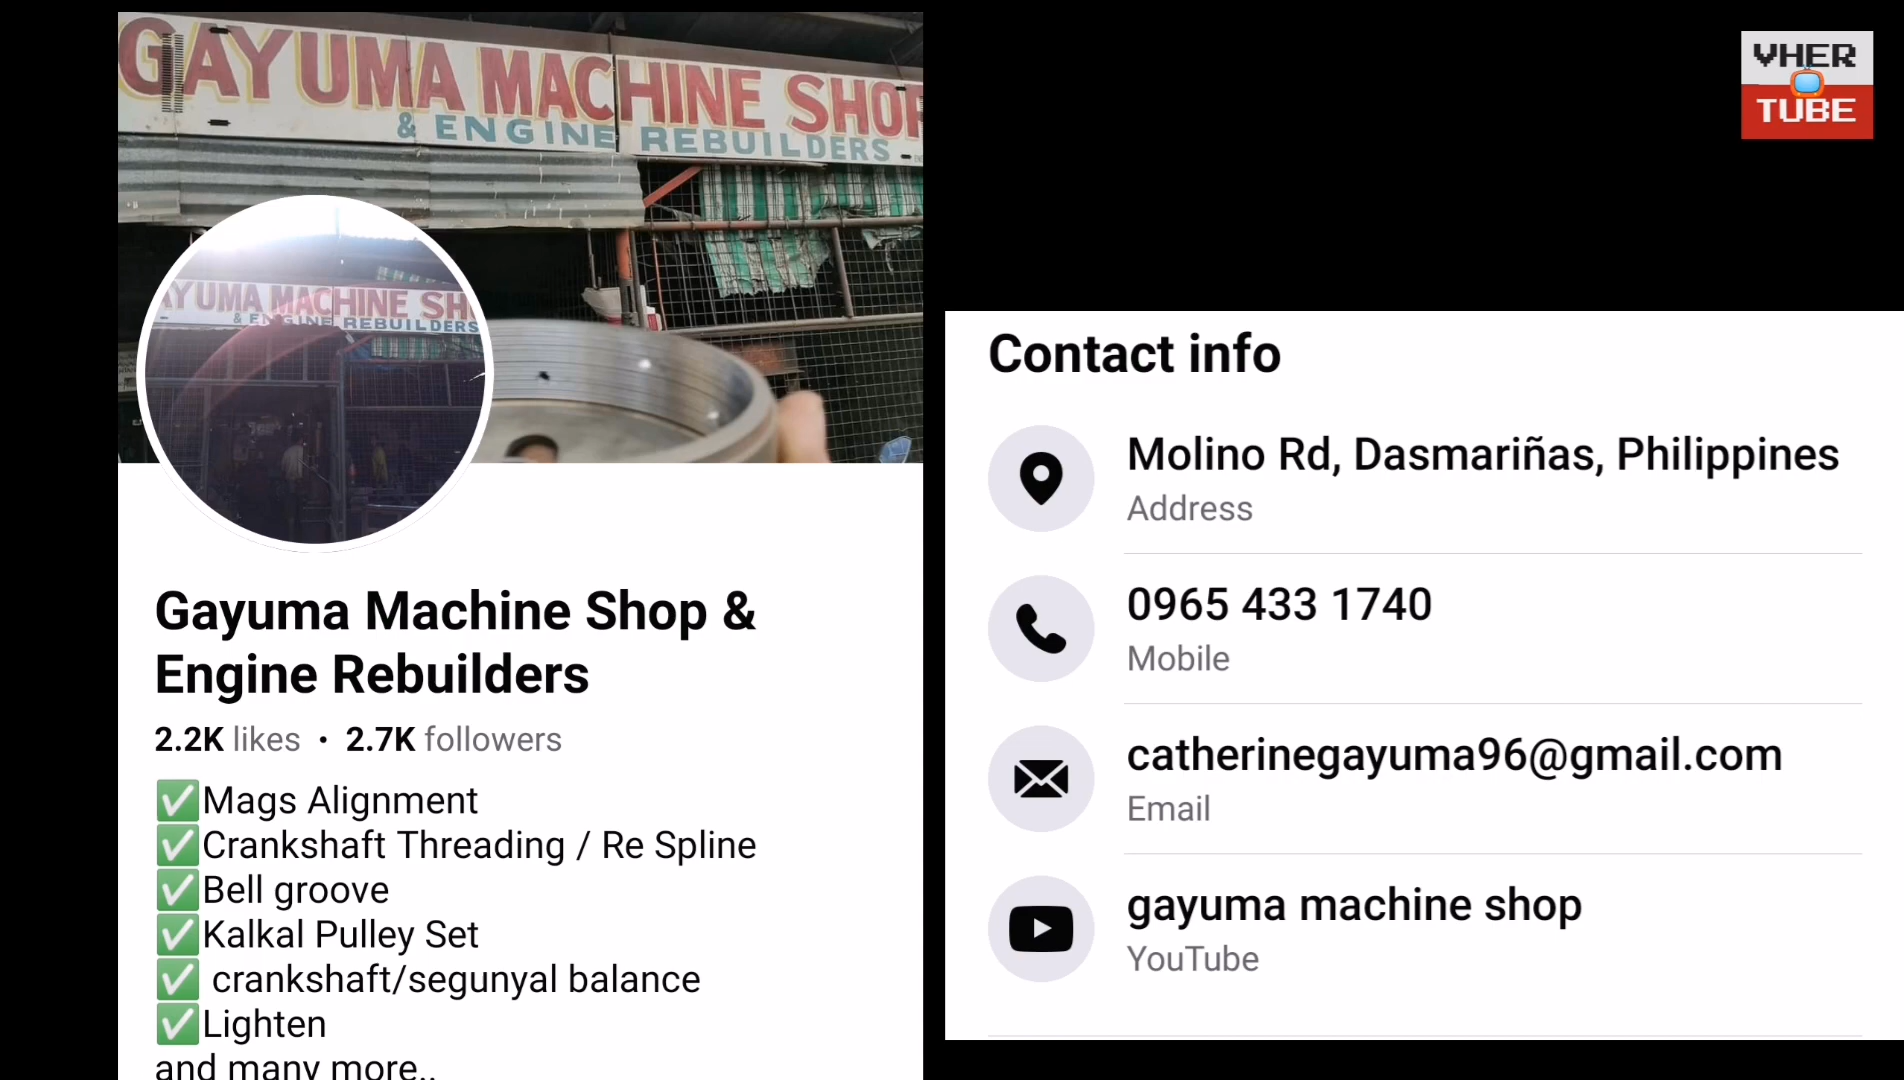 GAYUMA MACHINE SHOP
& ENGINE REBUILDERS
YUMA MACHINE SH
& ENGINE REBUILDERS
Gayuma Machine Shop &
Engine Rebuilders
2.2K likes • 2.7K followers
✅Mags Alignment
✅Crankshaft Threading / Re Spline
✅Bell groove
✅Kalkal Pulley Set
✅ crankshaft/segunyal balance
✅Lighten
and many more..
VHER
TUBE
Contact info
Molino Rd, Dasmariñas, Philippines
Address
0965 433 1740
Mobile
catherinegayuma96@gmail.com
Email
gayuma machine shop
YouTube